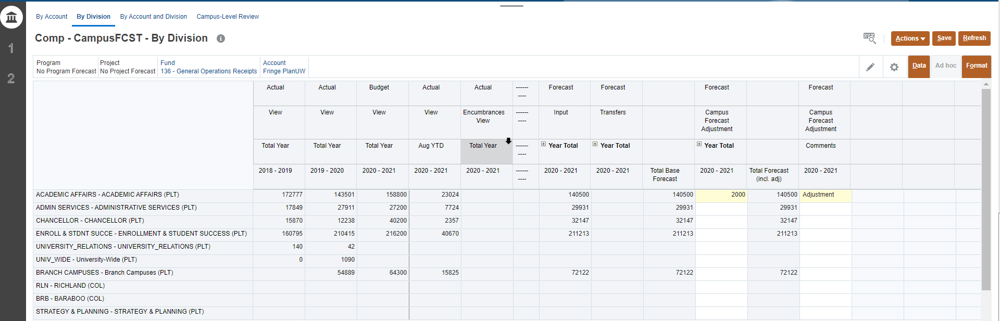 By Account By Division By Account and Division Campus-Level Review
1
2
Comp - CampusFCST - By Division i
Actions Save Refresh
Program Project Fund Account
No Program Forecast No Project Forecast 136 - General Operations Receipts Fringe PlanUW
Data Ad hoc Format
Actual Actual Budget Actual Actual ------ Forecast Forecast Forecast Forecast
----
View View View View Encumbrances ------ Input Transfers Campus Campus
View ---- Forecast Forecast
Adjustment Adjustment
Total Year Total Year Total Year Aug YTD Total Year ------ Year Total Year Total Year Total Comments
----
2018 - 2019 2019 - 2020 2020 - 2021 2020 - 2021 2020 - 2021 ------ 2020 - 2021 2020 - 2021 Total Base 2020 - 2021 Total Forecast 2020 - 2021
---- Forecast (incl. adj)
ACADEMIC AFFAIRS - ACADEMIC AFFAIRS (PLT) 172777 143501 158800 23024 140500 140500 2000 140500 Adjustment
ADMIN SERVICES - ADMINISTRATIVE SERVICES (PLT) 17849 27911 27200 7724 29931 29931 29931
CHANCELLOR - CHANCELLOR (PLT) 15870 12238 40200 2357 32147 32147 32147
ENROLL & STDNT SUCCE - ENROLLMENT & STUDENT SUCCESS (PLT) 160795 210415 216200 40670 211213 211213 211213
UNIVERSITY_RELATIONS - UNIVERSITY_RELATIONS (PLT) 140 42
UNIV_WIDE - University-Wide (PLT) 0 1090
BRANCH CAMPUSES - Branch Campuses (PLT) 54889 64300 15825 72122 72122 72122
RLN - RICHLAND (COL)
BRB - BARABOO (COL)
STRATEGY & PLANNING - STRATEGY & PLANNING (PLT)